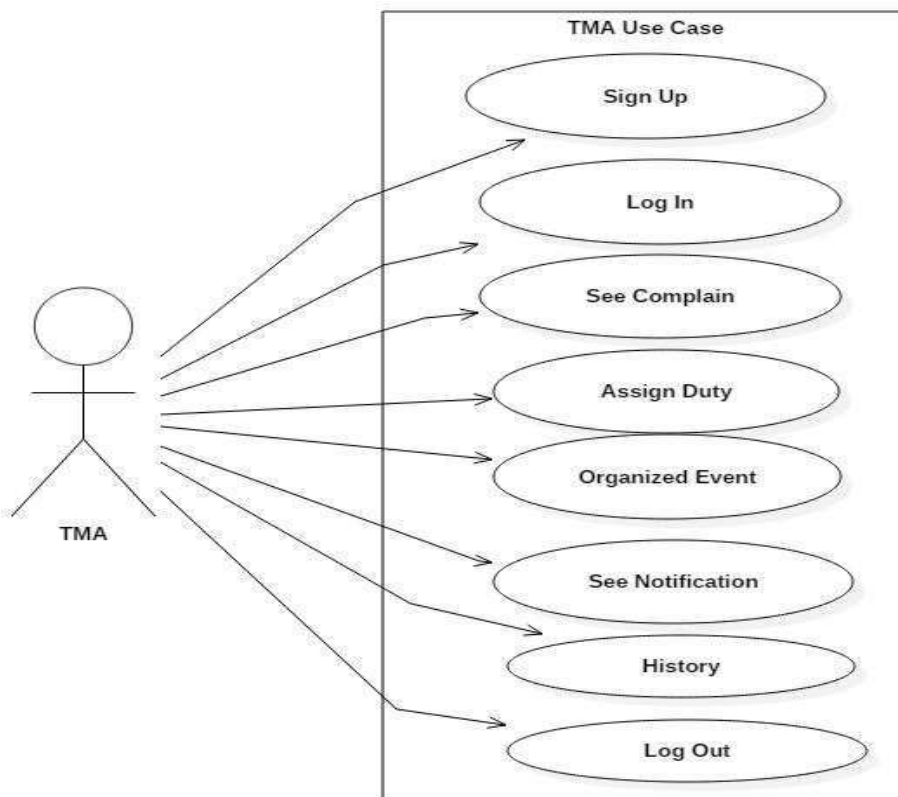 TMA Use Case
Sign Up
Log In
See Complain
Assign Duty
Organized Event
TMA
See Notification
History
Log Out